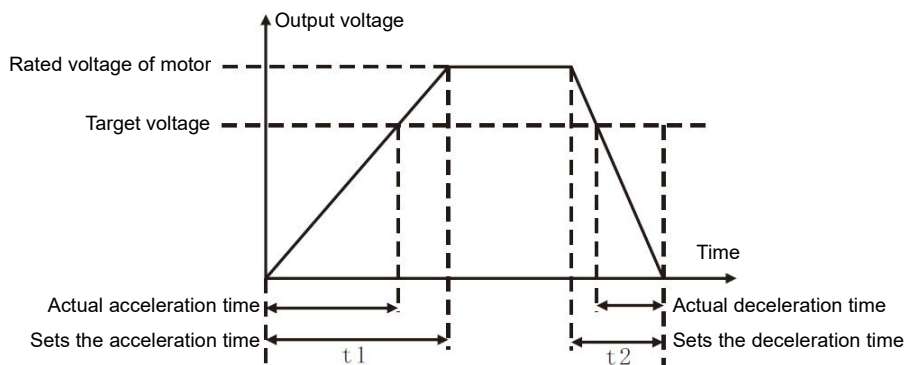 Output voltage
Rated voltage of motor
Target voltage
Time
Actual acceleration time
Actual deceleration time
Sets the acceleration time
t1
t2
Sets the deceleration time